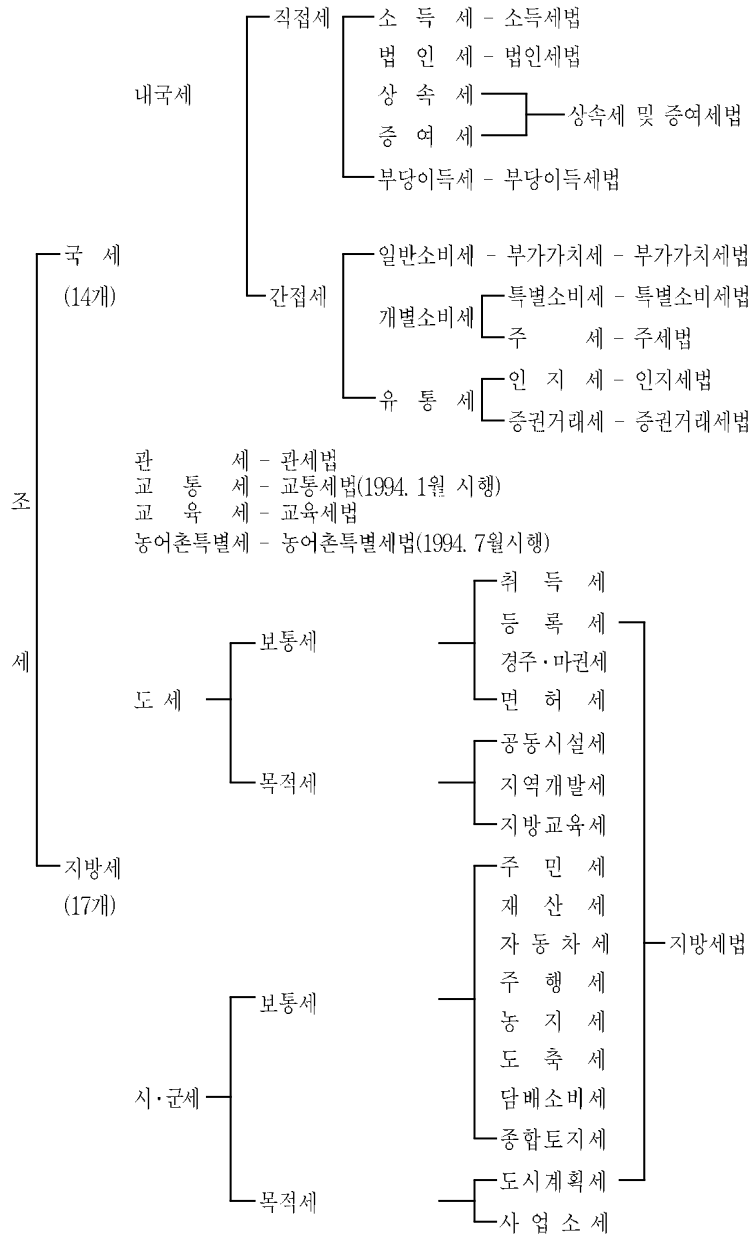 직접세 소 득 세 - 소득세법
법 인 세 - 법인세법
내국세
상 속 세
상속세 및 증여세법
증 여 세
부당이득세 - 부당이득세법
국 세 일반소비세 - 부가가치세 - 부가가치세법
(14개) 간접세 특별소비세 - 특별소비세법
개별소비세
주 세 - 주세법
인 지 세 - 인지세법
유 통 세
증권거래세 - 증권거래세법
관 세 - 관세법
교 통 세 - 교통세법(1994. 1월 시행)
조
교 육 세 - 교육세법
농어촌특별세 - 농어촌특별세법(1994. 7월시행)
취 득 세
등 록 세
보통세
세 경주·마권세
도 세 면 허 세
공동시설세
목적세 지역개발세
지방교육세
지방세 주 민 세
(17개) 재 산 세
자 동 차 세 지방세법
주 행 세
보통세
농 지 세
도 축 세
시·군세 담배소비세
종합토지세
도시계획세
목적세
사 업 소 세